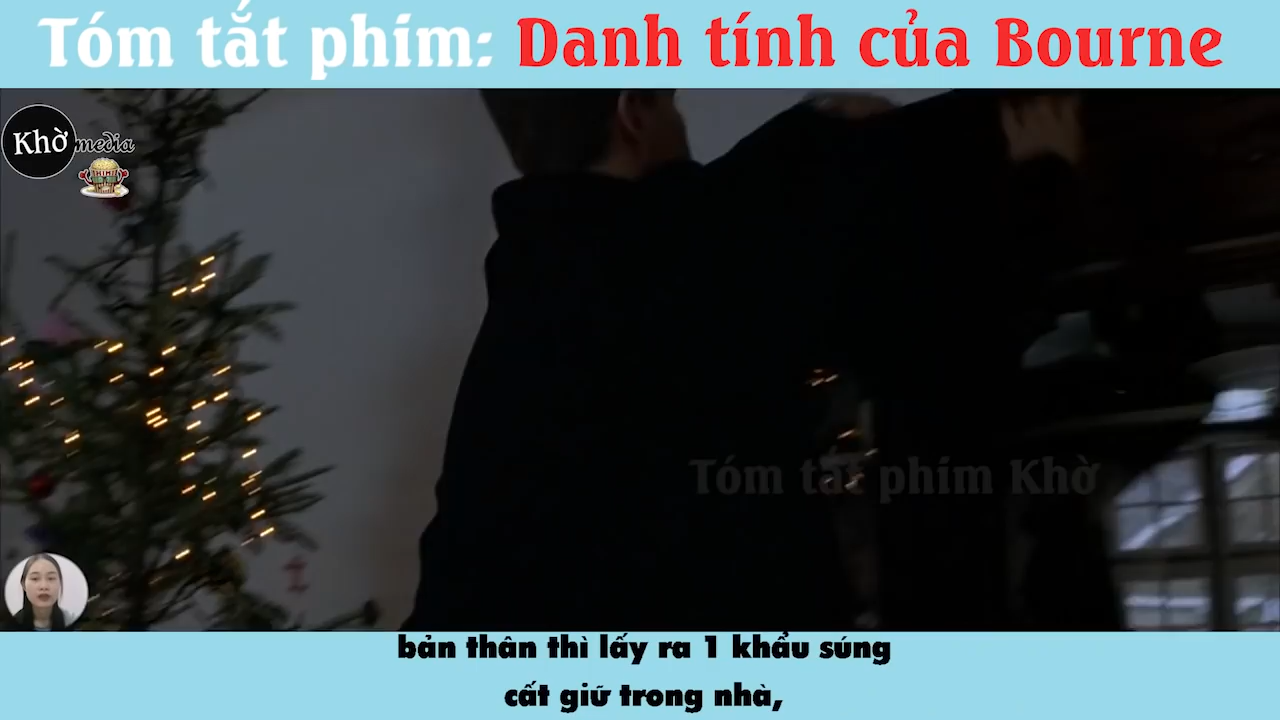 Tóm tắt phim: Danh tính của Bourne
Khờ media
Tóm tắt phim Khờ
bản thân thì lấy ra 1 khẩu súng
cất giữ trong nhà,